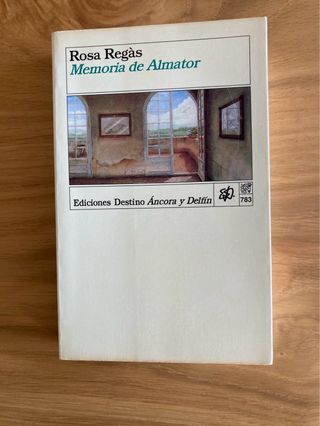 Rosa Regàs
Memoria de Almator
Ediciones Destino Áncora y Delfín
783